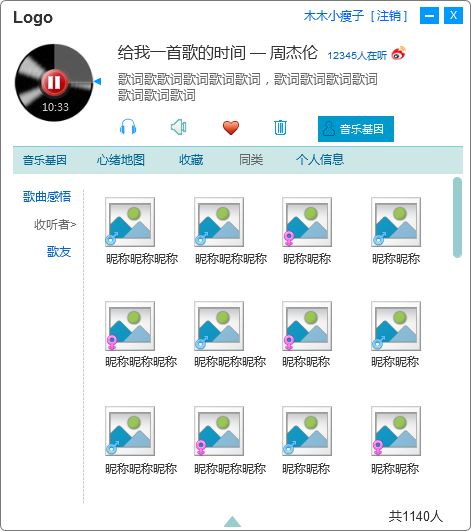 Logo
木木小瘦子 [ 注销 ]
给我一首歌的时间 — 周杰伦 12345人在听
歌词歌歌词歌词歌词歌词，歌词歌词歌词歌词
歌词歌词歌词
10:33
音乐基因
音乐基因 心绪地图 收藏 同类 个人信息
歌曲感悟
收听者>
歌友
昵称昵称昵称 昵称昵称昵称 昵称昵称 昵称昵称
昵称昵称昵称 昵称昵称昵称 昵称昵称 昵称昵称
昵称昵称昵称 昵称昵称昵称 昵称昵称 昵称昵称
共1140人